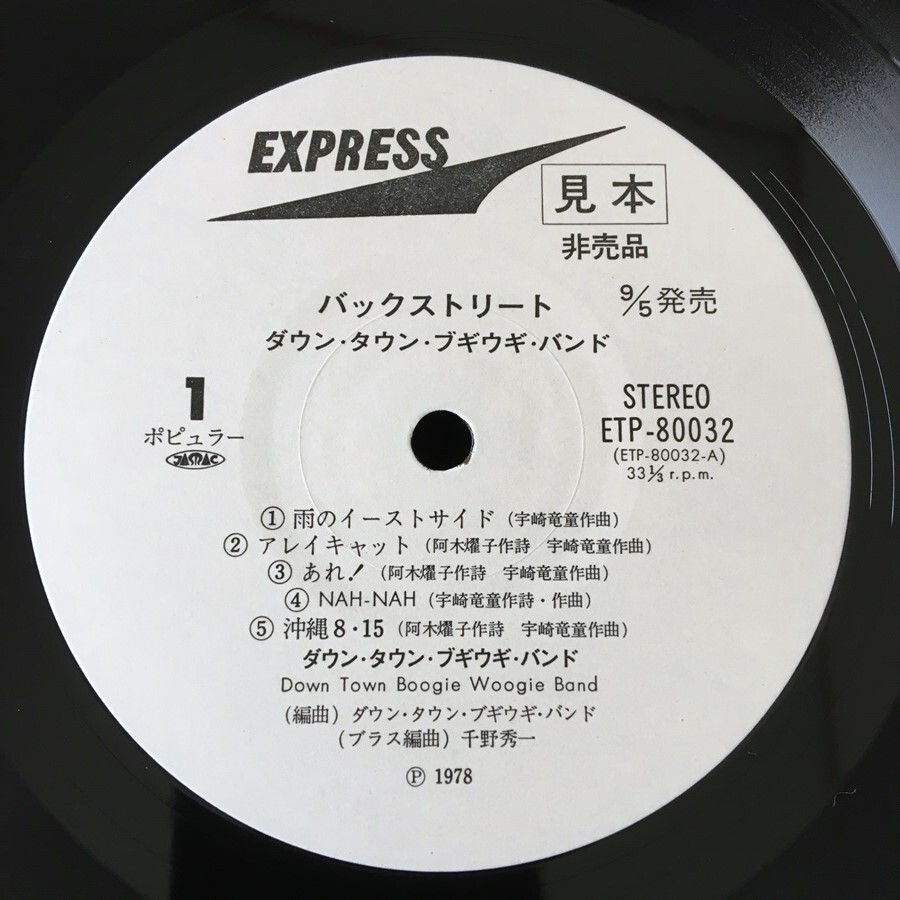 EXPRESS
見本
非売品
バックストリート
9/5発売
ダウン・タウン・ブギウギ・バンド
1
ポピュラー
JASRAC
STEREO
ETP-80032
(ETP-80032-A)
33 1/3 r.p.m.
① 雨のイーストサイド (宇崎竜童作曲)
② アレイキャット (阿木燿子作詩 宇崎竜童作曲)
③ あれ! (阿木燿子作詩 宇崎竜童作曲)
④ NAH-NAH (宇崎竜童作詩・作曲)
⑤ 沖縄8・15 (阿木燿子作詩 宇崎竜童作曲)
ダウン・タウン・ブギウギ・バンド
Down Town Boogie Woogie Band
(編曲) ダウン・タウン・ブギウギ・バンド
(ブラス編曲) 千野秀一
Ⓟ 1978